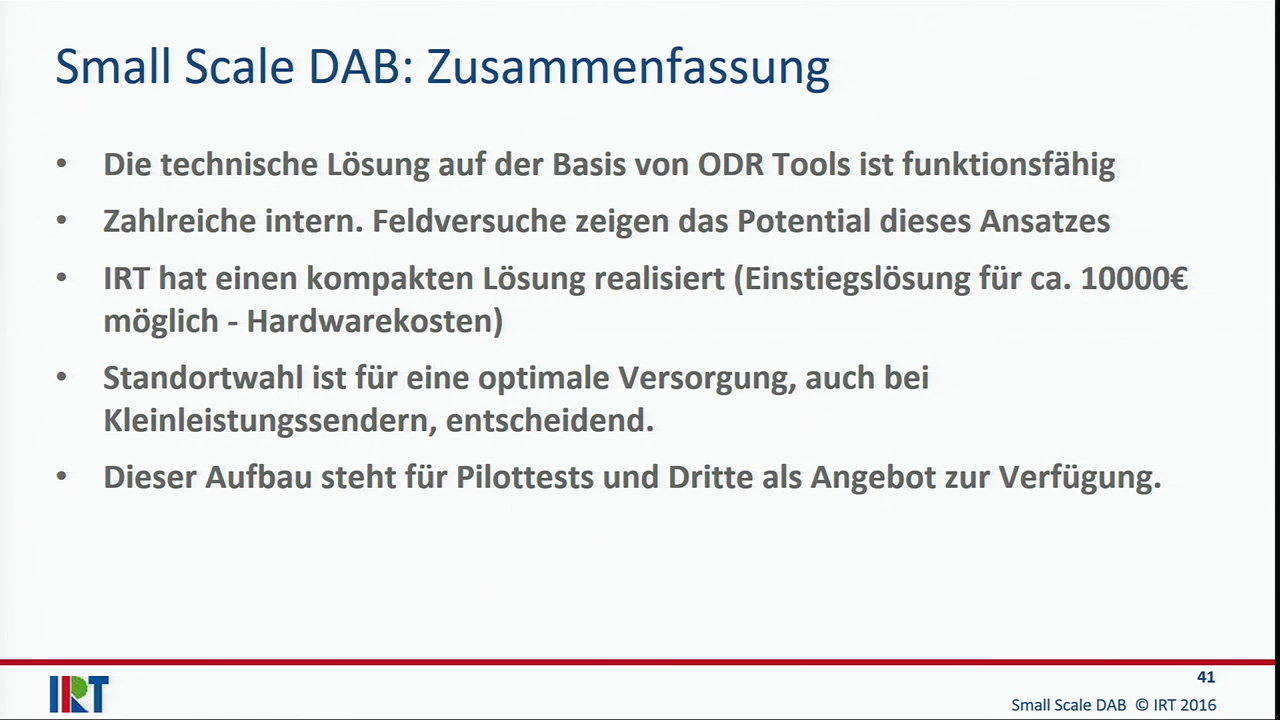 Small Scale DAB: Zusammenfassung
• Die technische Lösung auf der Basis von ODR Tools ist funktionsfähig
• Zahlreiche intern. Feldversuche zeigen das Potential dieses Ansatzes
• IRT hat einen kompakten Lösung realisiert (Einstiegslösung für ca. 10000€
möglich - Hardwarekosten)
• Standortwahl ist für eine optimale Versorgung, auch bei
Kleinleistungssendern, entscheidend.
• Dieser Aufbau steht für Pilottests und Dritte als Angebot zur Verfügung.
41
IRT
Small Scale DAB © IRT 2016